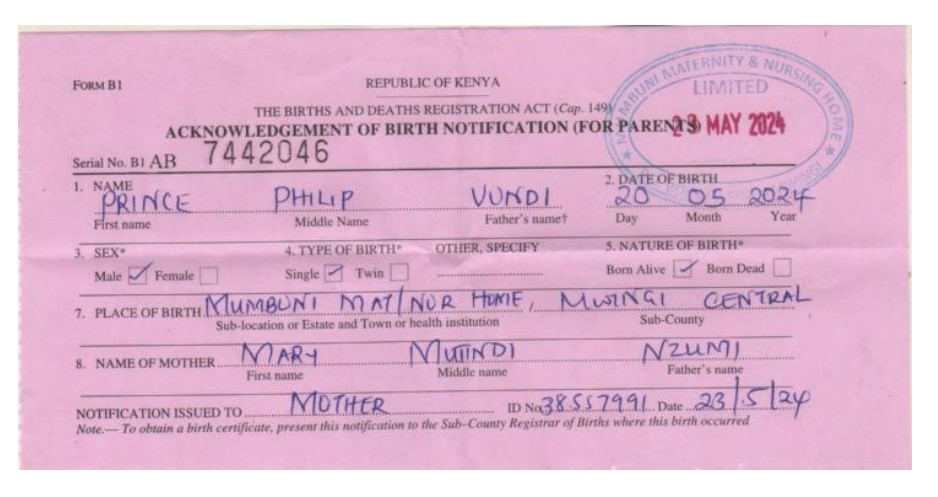 FORM B1
REPUBLIC OF KENYA
THE BIRTHS AND DEATHS REGISTRATION ACT (Cap. 149)
ACKNOWLEDGEMENT OF BIRTH NOTIFICATION (FOR PARENTS)
MUMBUNI MATERNITY & NURSING HOME
LIMITED
23 MAY 2024
Serial No. B1 AB 7442046
1. NAME
PRINCE PHILIP VUNDI
First name Middle Name Father's name†
2. DATE OF BIRTH
20 05 2024
Day Month Year
3. SEX* 4. TYPE OF BIRTH* OTHER, SPECIFY 5. NATURE OF BIRTH*
Male ✓ Female Single ✓ Twin Born Alive ✓ Born Dead
7. PLACE OF BIRTH MUMBUNI MAT/NUR HOME, MWINGI CENTRAL
Sub-location or Estate and Town or health institution Sub-County
8. NAME OF MOTHER MARY MUTINDI NZUMI
First name Middle name Father's name
NOTIFICATION ISSUED TO MOTHER ID No 38557991 Date 23/5/24
Note.— To obtain a birth certificate, present this notification to the Sub–County Registrar of Births where this birth occurred